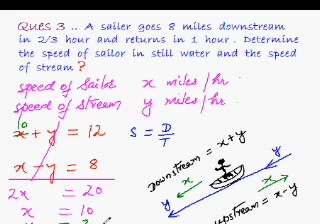 Ques 3 .. A sailer goes 8 miles downstream
in 2/3 hour and returns in 1 hour. Determine
the speed of sailor in still water and the speed
of stream ?
speed of Sailor x miles/hr
speed of stream y miles/hr
10
x + y = 12
S = D/T
x - y = 8
2x = 20
x = 10
Downstream = x+y
y
x
x
y
upstream = x-y